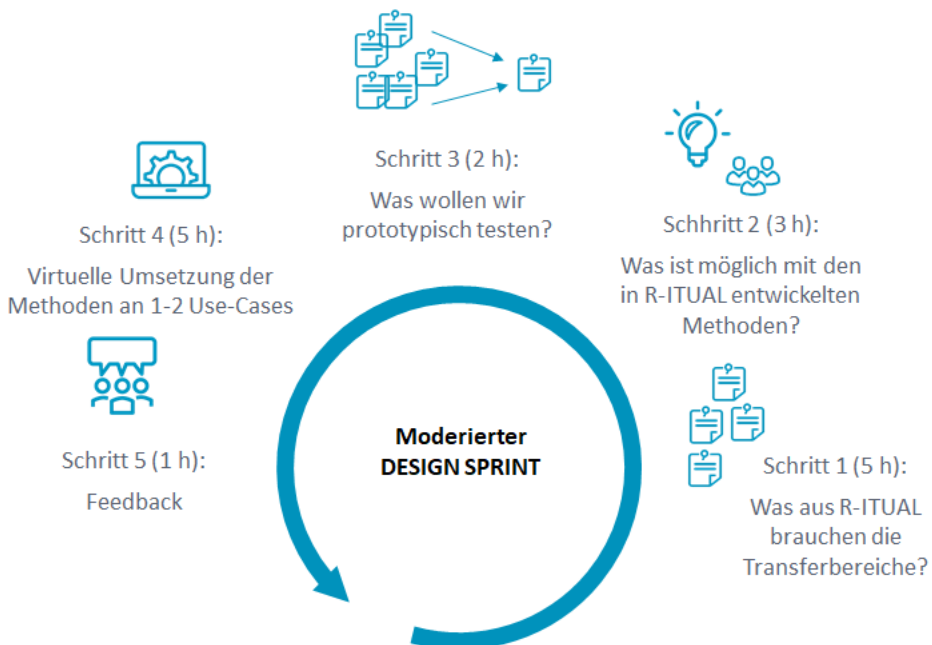 Schritt 3 (2 h):
Was wollen wir
prototypisch testen?
Schritt 4 (5 h):
Virtuelle Umsetzung der
Methoden an 1-2 Use-Cases
Schhritt 2 (3 h):
Was ist möglich mit den
in R-ITUAL entwickelten
Methoden?
Moderierter
DESIGN SPRINT
Schritt 5 (1 h):
Feedback
Schritt 1 (5 h):
Was aus R-ITUAL
brauchen die
Transferbereiche?